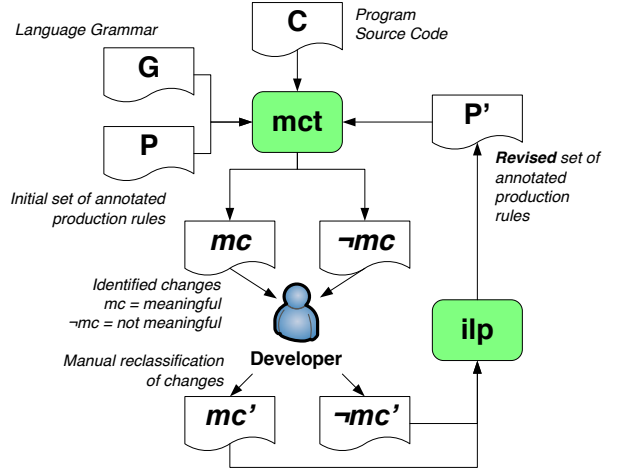 C
Program
Source Code
Language Grammar
G
P
mct
P’
Revised set of
annotated
production
rules
Initial set of annotated
production rules
mc
¬mc
Identified changes
mc = meaningful
¬mc = not meaningful
Developer
ilp
Manual reclassification
of changes
mc’
¬mc’